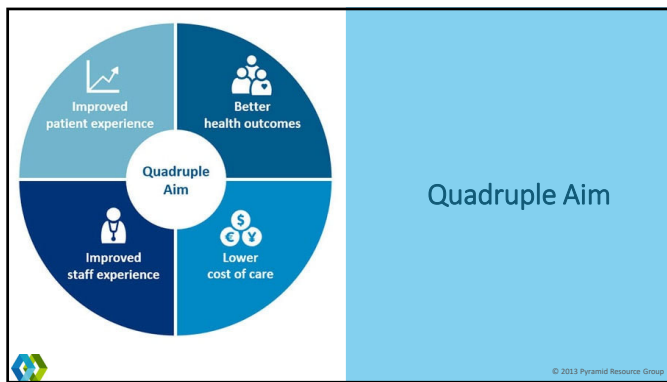 Improved
patient experience
Better
health outcomes
Quadruple
Aim
Improved
staff experience
$
€ ¥
Lower
cost of care
Quadruple Aim
© 2013 Pyramid Resource Group